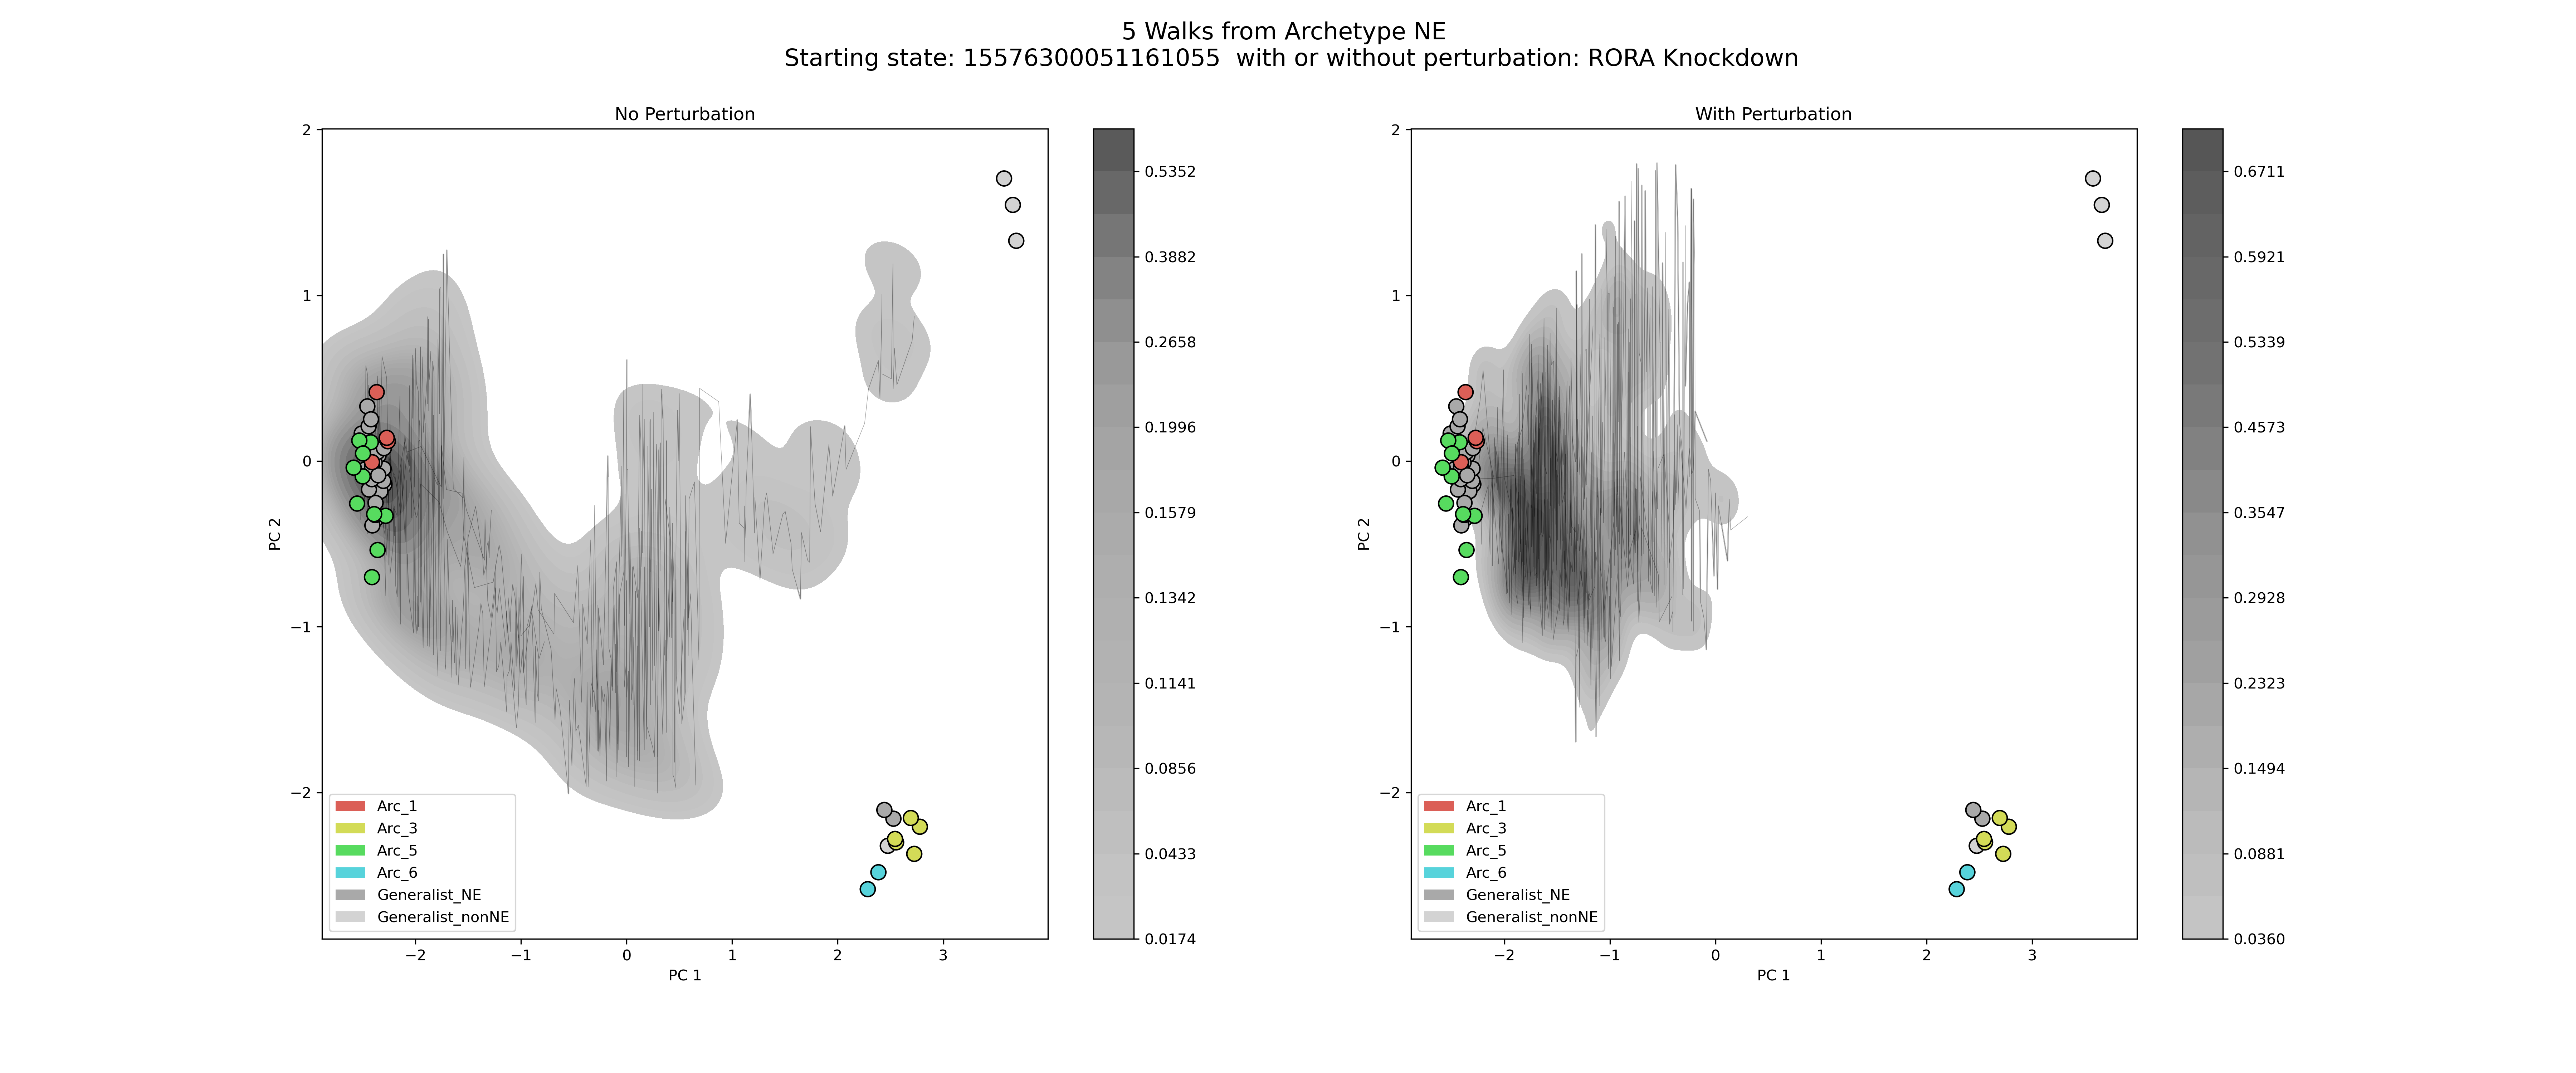 5 Walks from Archetype NE
Starting state: 15576300051161055  with or without perturbation: RORA Knockdown
No Perturbation
2
1
0
−1
−2
PC 2
−2
−1
0
1
2
3
PC 1
Arc_1
Arc_3
Arc_5
Arc_6
Generalist_NE
Generalist_nonNE
0.5352
0.3882
0.2658
0.1996
0.1579
0.1342
0.1141
0.0856
0.0433
0.0174
With Perturbation
2
1
0
−1
−2
PC 2
−2
−1
0
1
2
3
PC 1
Arc_1
Arc_3
Arc_5
Arc_6
Generalist_NE
Generalist_nonNE
0.6711
0.5921
0.5339
0.4573
0.3547
0.2928
0.2323
0.1494
0.0881
0.0360